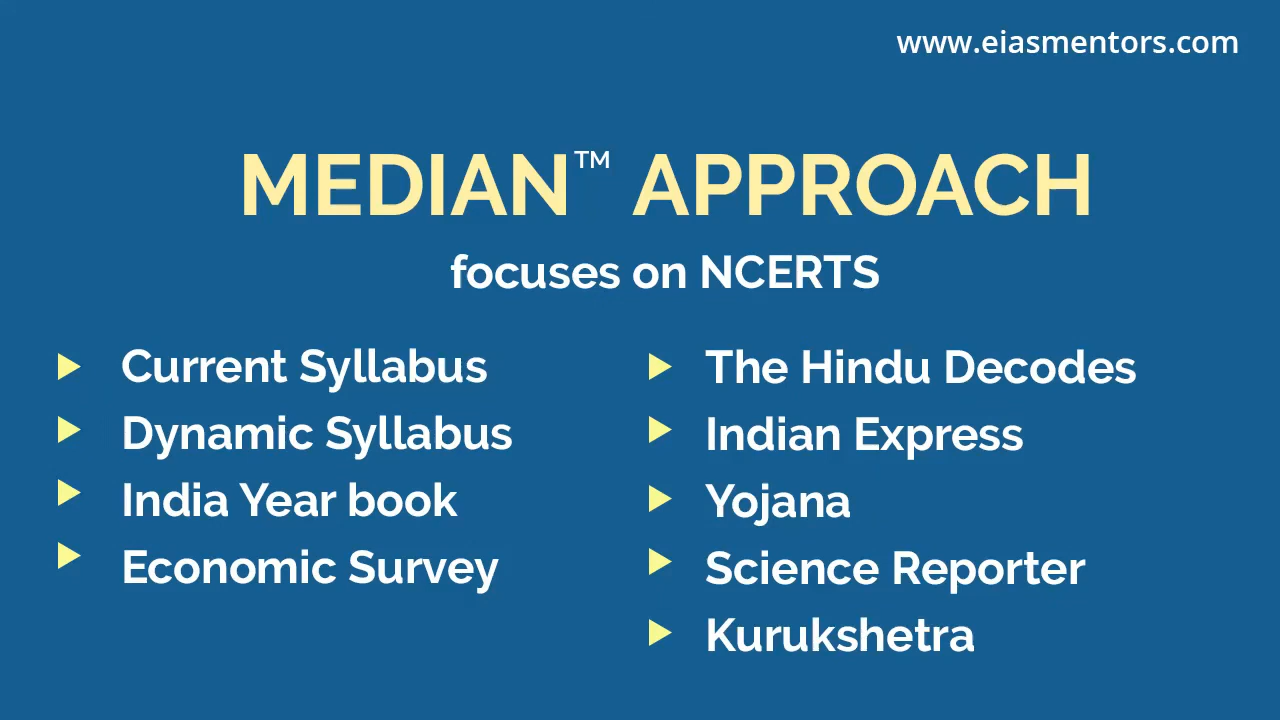 www.eiasmentors.com
MEDIAN™ APPROACH
focuses on NCERTS
Current Syllabus
Dynamic Syllabus
India Year book
Economic Survey
The Hindu Decodes
Indian Express
Yojana
Science Reporter
Kurukshetra